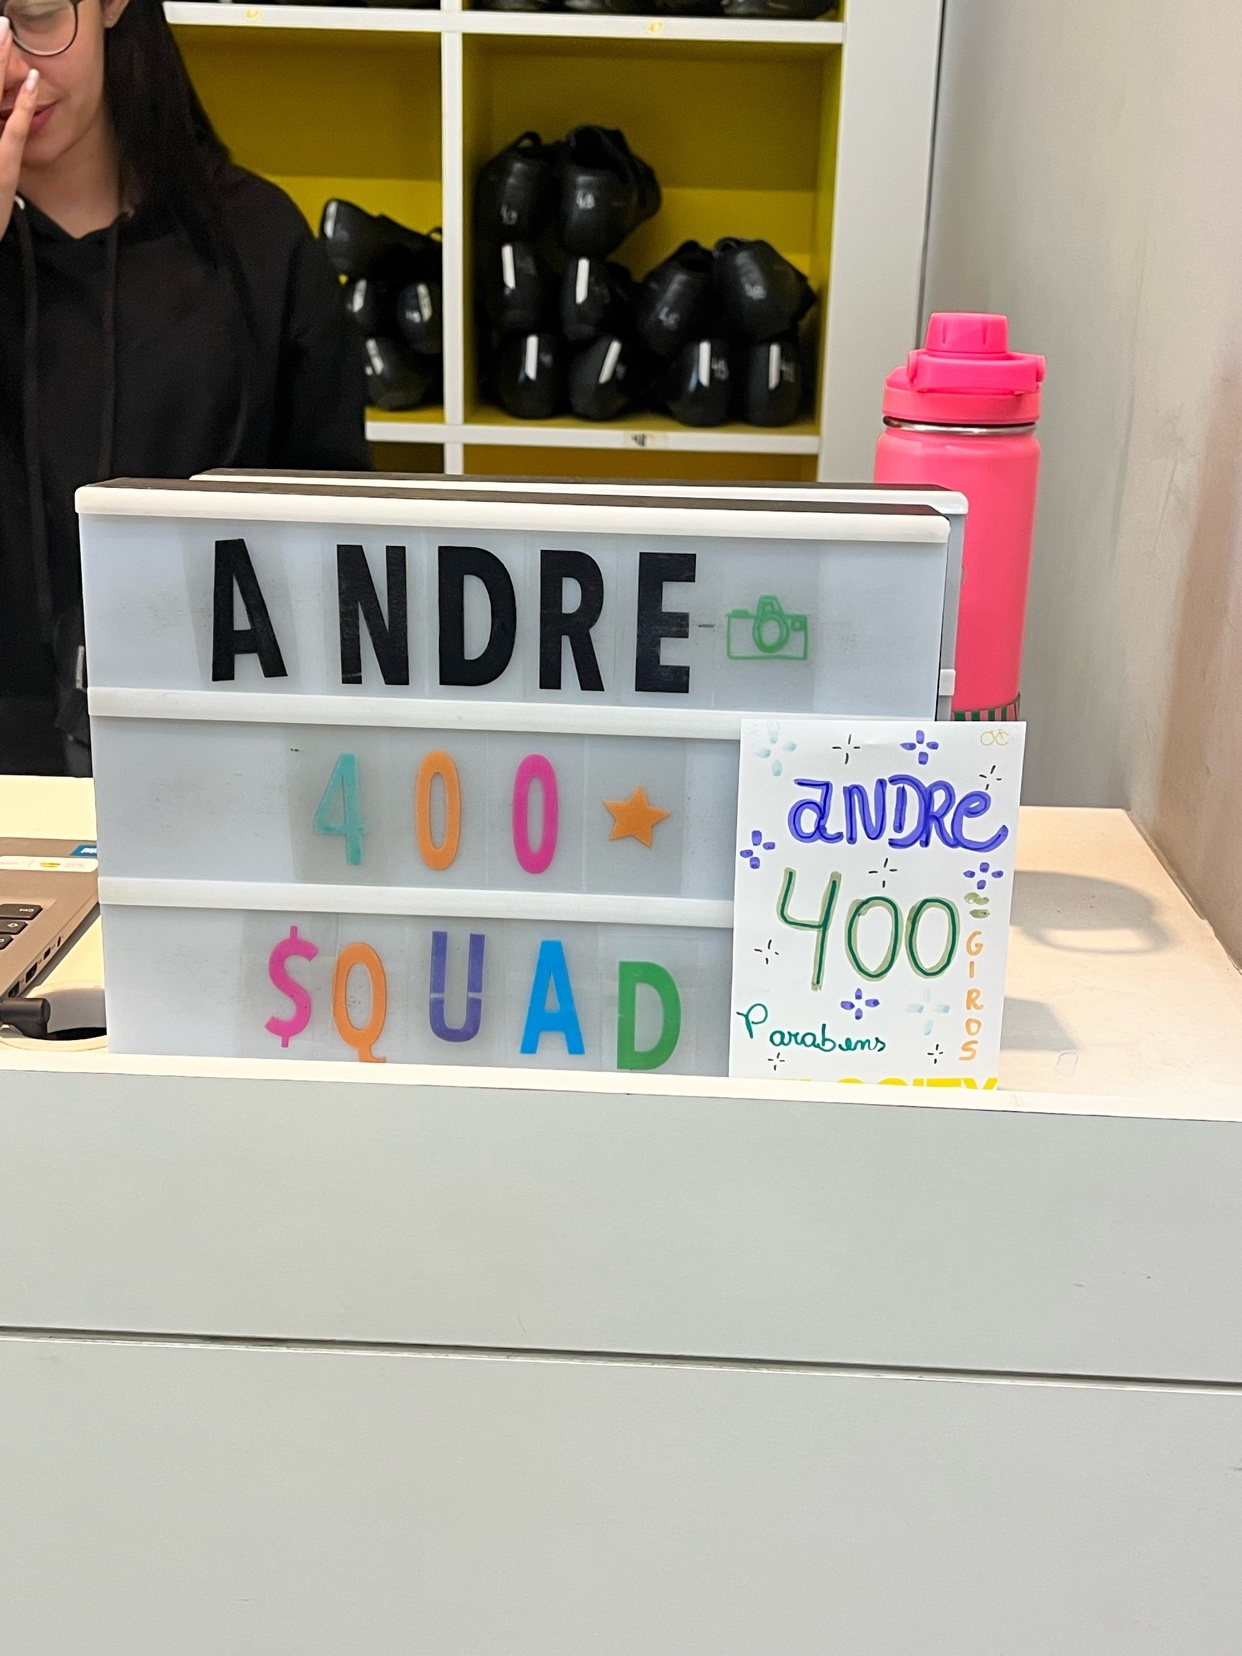 ANDRE
400
$QUAD
aNDRe
400
GIROS
Parabens